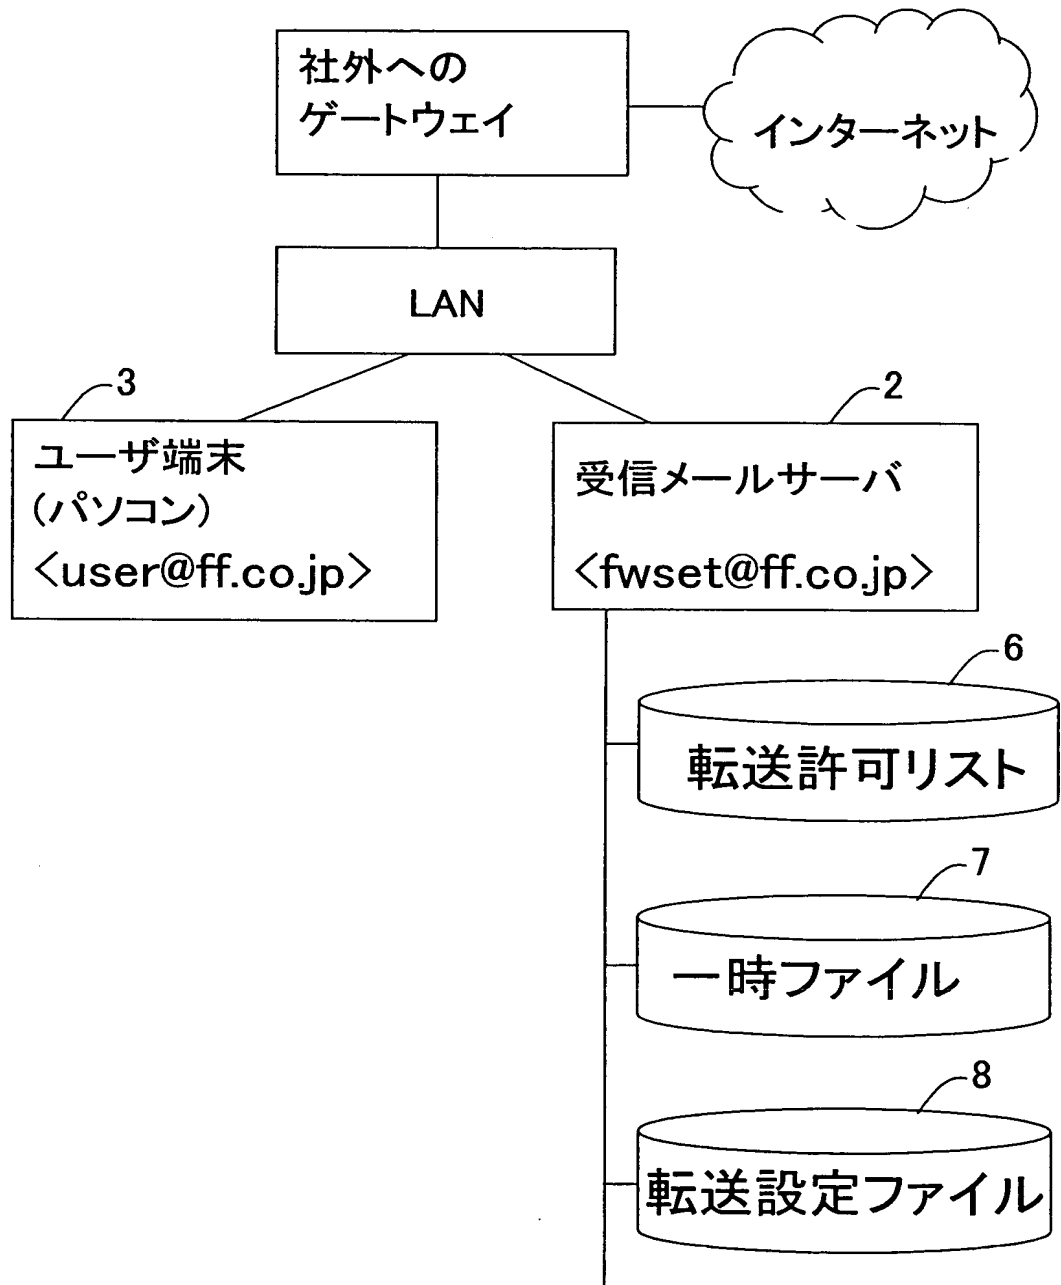 社外への
ゲートウェイ
インターネット
LAN
3
ユーザ端末
(パソコン)
<user@ff.co.jp>
2
受信メールサーバ
<fwset@ff.co.jp>
6
転送許可リスト
7
一時ファイル
8
転送設定ファイル